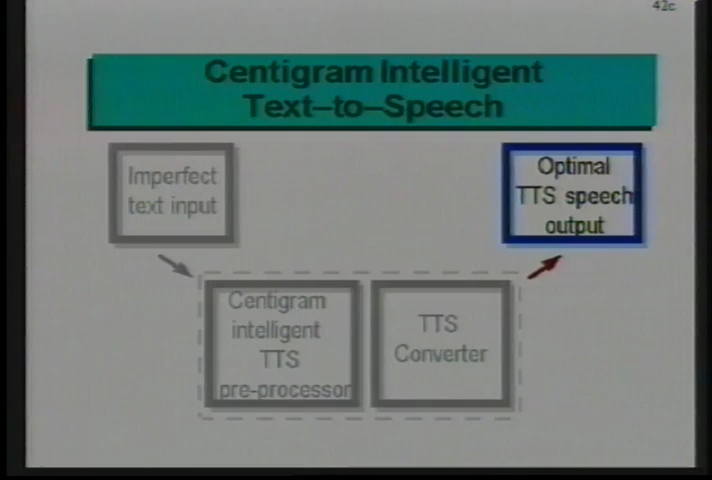 42c
Centigram Intelligent
Text–to–Speech
Imperfect
text input
Optimal
TTS speech
output
Centigram
intelligent
TTS
pre-processor
TTS
Converter